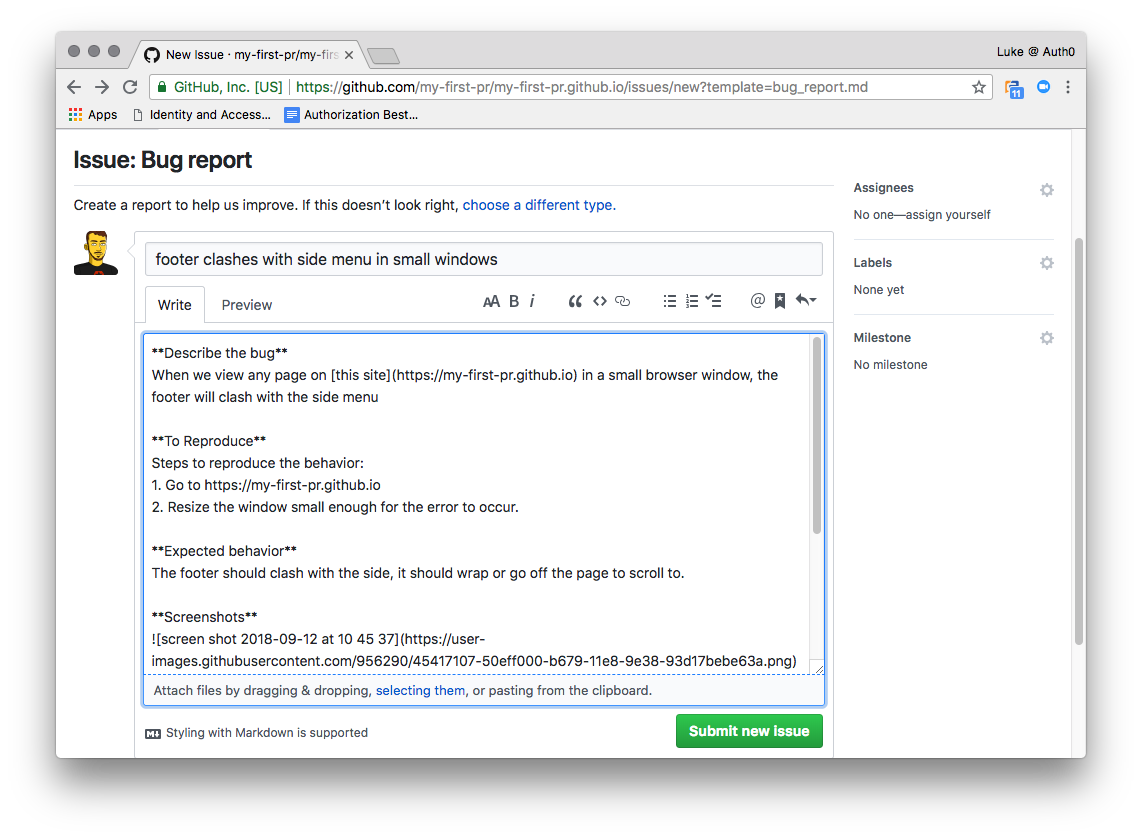 New Issue · my-first-pr/my-firs
Luke @ Auth0
GitHub, Inc. [US] https://github.com/my-first-pr/my-first-pr.github.io/issues/new?template=bug_report.md
11
Apps Identity and Access... Authorization Best...
Issue: Bug report
Create a report to help us improve. If this doesn’t look right, choose a different type.
footer clashes with side menu in small windows
Write Preview AA B i @
**Describe the bug**
When we view any page on [this site](https://my-first-pr.github.io) in a small browser window, the
footer will clash with the side menu
**To Reproduce**
Steps to reproduce the behavior:
1. Go to https://my-first-pr.github.io
2. Resize the window small enough for the error to occur.
**Expected behavior**
The footer should clash with the side, it should wrap or go off the page to scroll to.
**Screenshots**
![screen shot 2018-09-12 at 10 45 37](https://user-
images.githubusercontent.com/956290/45417107-50eff000-b679-11e8-9e38-93d17bebe63a.png)
Attach files by dragging & dropping, selecting them, or pasting from the clipboard.
Styling with Markdown is supported
Submit new issue
Assignees
No one—assign yourself
Labels
None yet
Milestone
No milestone